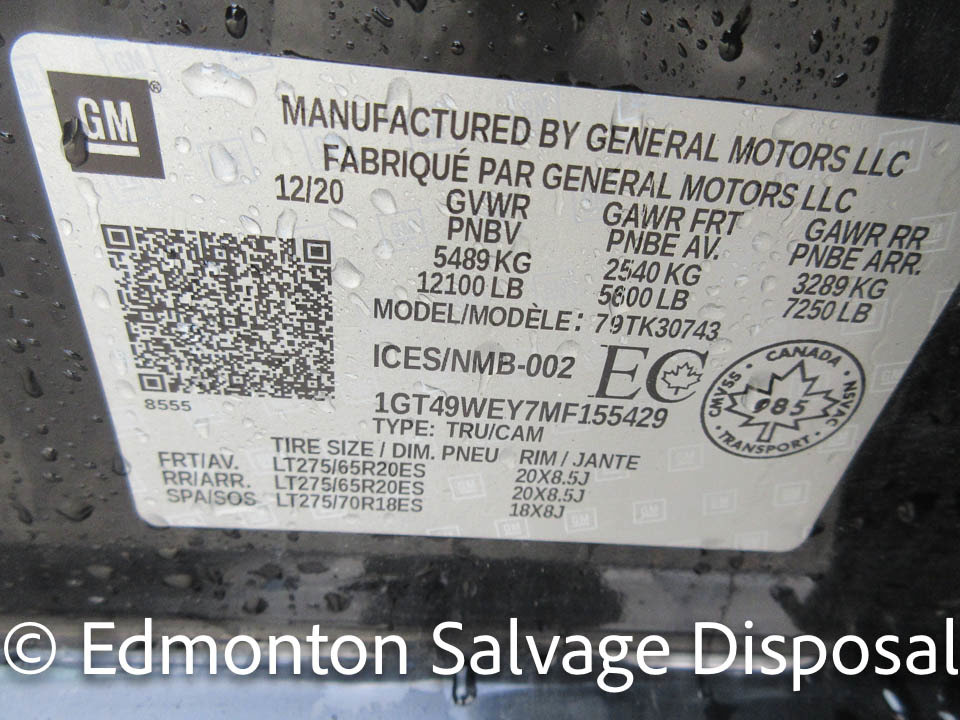 GM®
MANUFACTURED BY GENERAL MOTORS LLC
FABRIQUÉ PAR GENERAL MOTORS LLC
12/20
GVWR
PNBV
5489 KG
12100 LB
GAWR FRT
PNBE AV.
2540 KG
5600 LB
GAWR RR
PNBE ARR.
3289 KG
7250 LB
MODEL/MODÈLE: 79TK30743
ICES/NMB-002
EC
CANADA
CMVSS
NSVAC
985
TRANSPORT
8555
1GT49WEY7MF155429
TYPE: TRU/CAM
TIRE SIZE / DIM. PNEU RIM / JANTE
FRT/AV. LT275/65R20ES 20X8.5J
RR/ARR. LT275/65R20ES 20X8.5J
SPA/SOS LT275/70R18ES 18X8J
© Edmonton Salvage Disposal